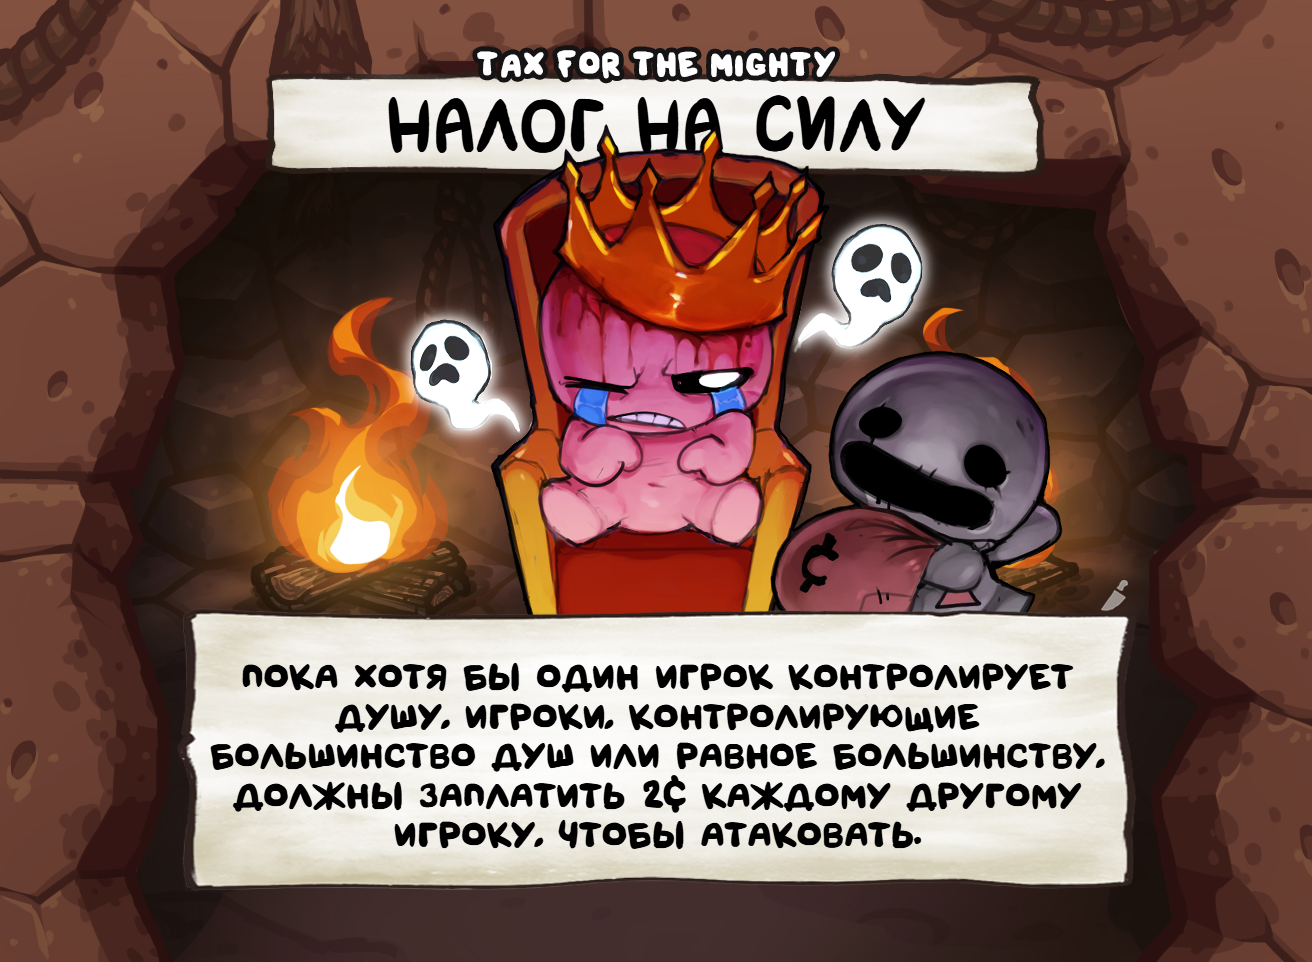 TAX FOR THE MIGHTY
НАЛОГ НА СИЛУ
ПОКА ХОТЯ БЫ ОДИН ИГРОК КОНТРОЛИРУЕТ
ДУШУ, ИГРОКИ, КОНТРОЛИРУЮЩИЕ
БОЛЬШИНСТВО ДУШ ИЛИ РАВНОЕ БОЛЬШИНСТВУ,
ДОЛЖНЫ ЗАПЛАТИТЬ 2¢ КАЖДОМУ ДРУГОМУ
ИГРОКУ, ЧТОБЫ АТАКОВАТЬ.
¢